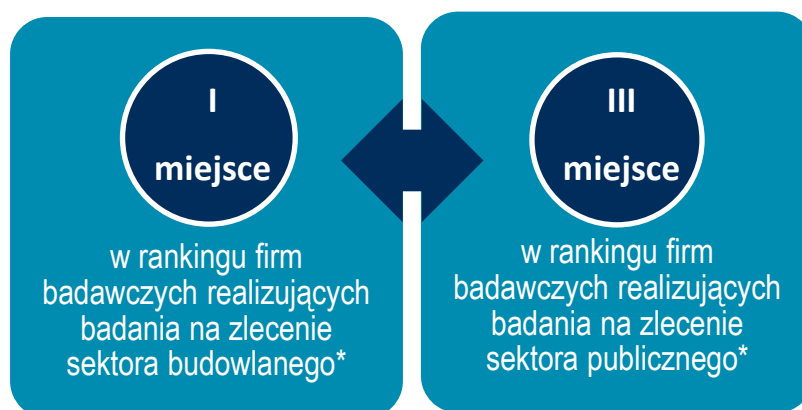 I
miejsce
w rankingu firm
badawczych realizujących
badania na zlecenie
sektora budowlanego*
III
miejsce
w rankingu firm
badawczych realizujących
badania na zlecenie
sektora publicznego*